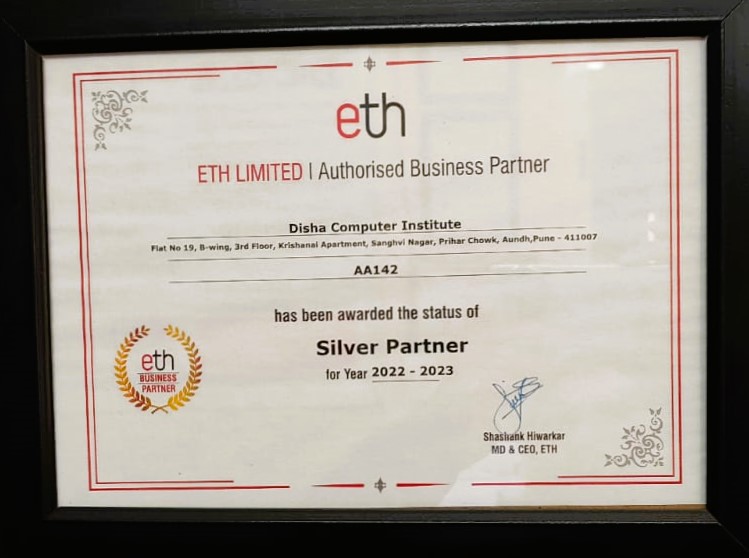 eth
ETH LIMITED | Authorised Business Partner
Disha Computer Institute
Flat No 19, B-wing, 3rd Floor, Krishanai Apartment, Sanghvi Nagar, Prihar Chowk, Aundh,Pune - 411007
AA142
has been awarded the status of
Silver Partner
for Year 2022 - 2023
eth
BUSINESS
PARTNER
Shashank Hiwarkar
MD & CEO, ETH